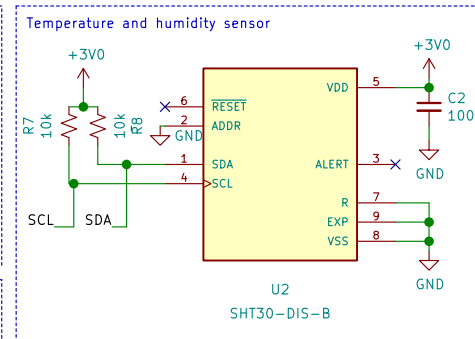 Temperature and humidity sensor
+3V0
+3V0
R7
10k
10k
R8
6
RESET
2
ADDR
GND
1
SDA
4
SCL
SCL
SDA
VDD
5
C2
100
GND
ALERT
3
R
7
EXP
9
VSS
8
GND
U2
SHT30-DIS-B